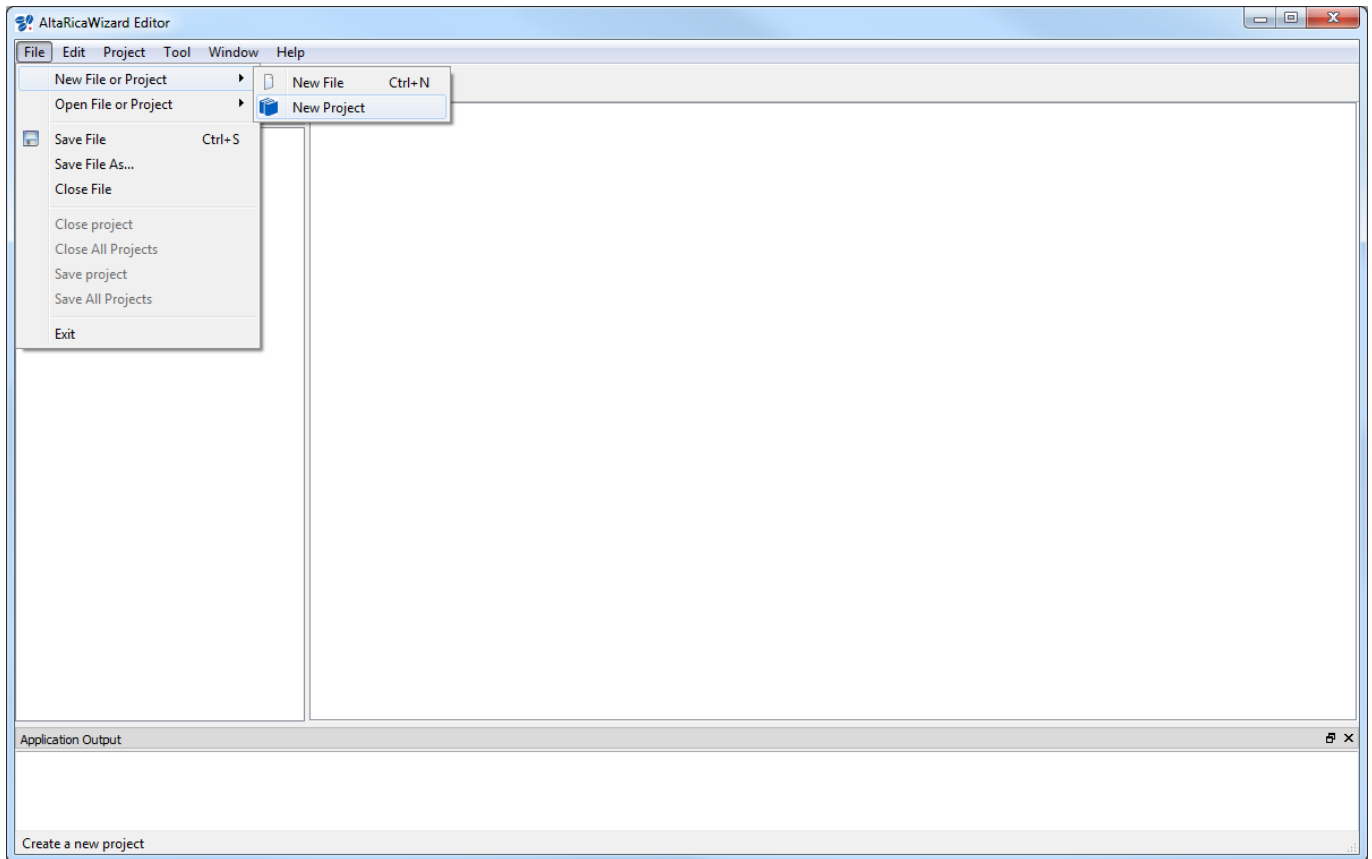 AltaRicaWizard Editor
File Edit Project Tool Window Help
New File or Project
Open File or Project
Save File Ctrl+S
Save File As...
Close File
Close project
Close All Projects
Save project
Save All Projects
Exit
New File Ctrl+N
New Project
Application Output
Create a new project